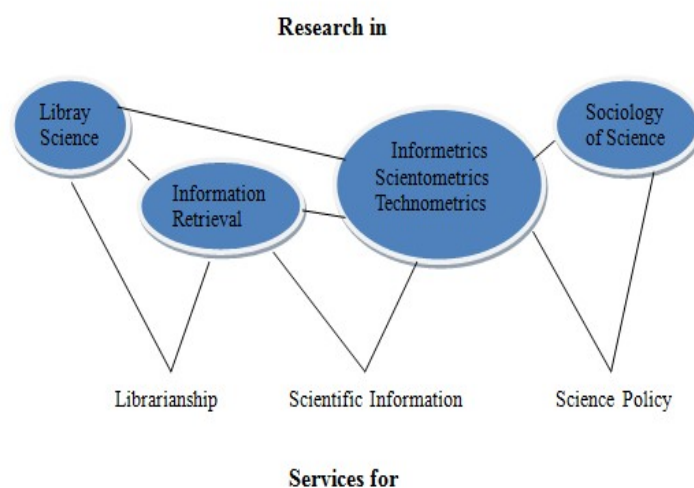 Research in
Libray
Science
Sociology
of Science
Informetrics
Scientometrics
Technometrics
Information
Retrieval
Librarianship
Scientific Information
Science Policy
Services for